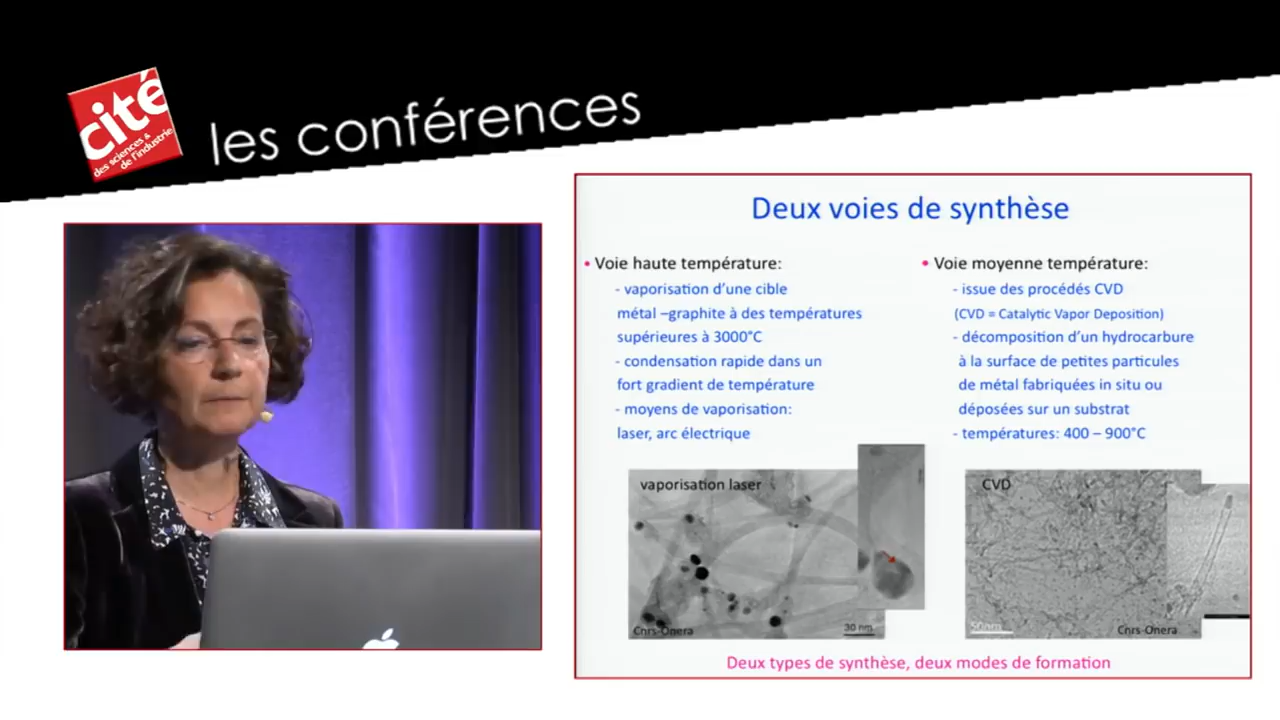 cité
des sciences &
de l'industrie
les conférences
Deux voies de synthèse
• Voie haute température:
- vaporisation d'une cible
métal –graphite à des températures
supérieures à 3000°C
- condensation rapide dans un
fort gradient de température
- moyens de vaporisation:
laser, arc électrique
• Voie moyenne température:
- issue des procédés CVD
(CVD = Catalytic Vapor Deposition)
- décomposition d'un hydrocarbure
à la surface de petites particules
de métal fabriquées in situ ou
déposées sur un substrat
- températures: 400 – 900°C
vaporisation laser
Cnrs-Onera
30 nm
CVD
50nm
Cnrs-Onera
Deux types de synthèse, deux modes de formation